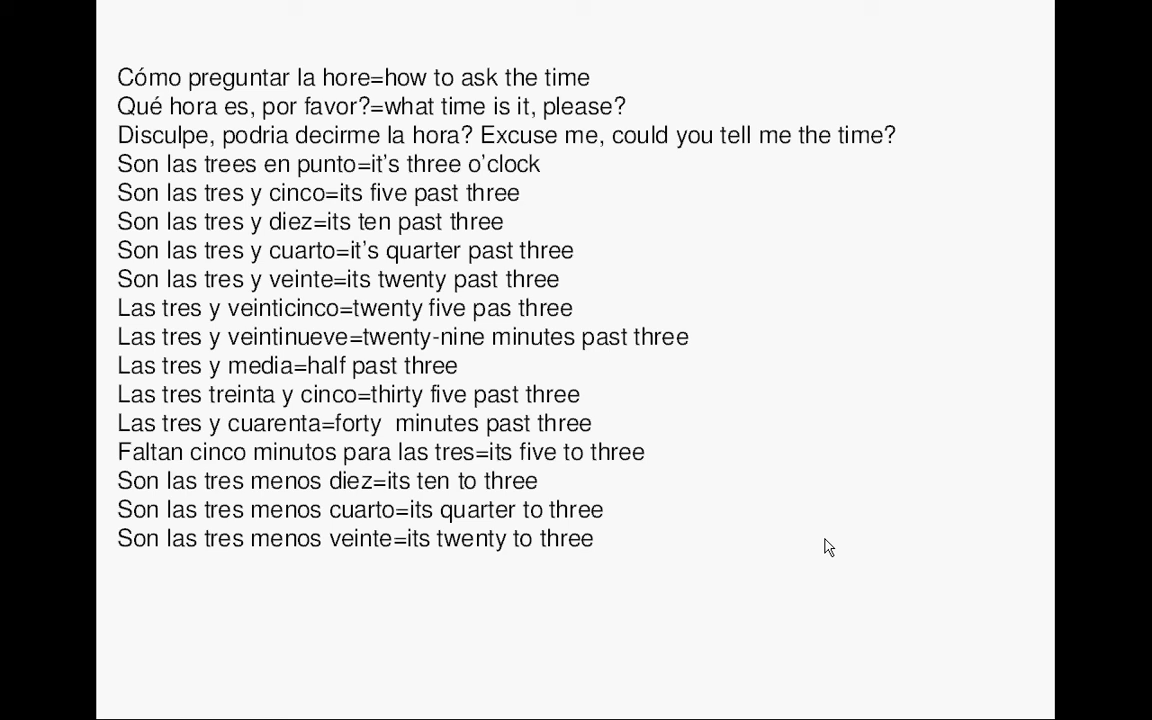 Cómo preguntar la hore=how to ask the time
Qué hora es, por favor?=what time is it, please?
Disculpe, podria decirme la hora? Excuse me, could you tell me the time?
Son las trees en punto=it's three o'clock
Son las tres y cinco=its five past three
Son las tres y diez=its ten past three
Son las tres y cuarto=it's quarter past three
Son las tres y veinte=its twenty past three
Las tres y veinticinco=twenty five pas three
Las tres y veintinueve=twenty-nine minutes past three
Las tres y media=half past three
Las tres treinta y cinco=thirty five past three
Las tres y cuarenta=forty  minutes past three
Faltan cinco minutos para las tres=its five to three
Son las tres menos diez=its ten to three
Son las tres menos cuarto=its quarter to three
Son las tres menos veinte=its twenty to three